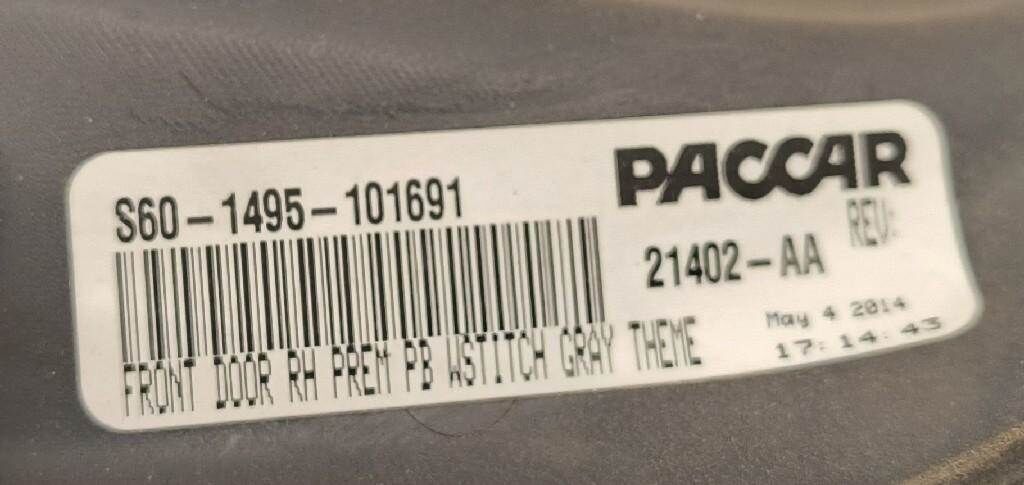 PACCAR
S60-1495-101691
REV:
21402-AA
May 4 2014
17:14:43
FRONT DOOR RH PREM PB WSTITCH GRAY THEME